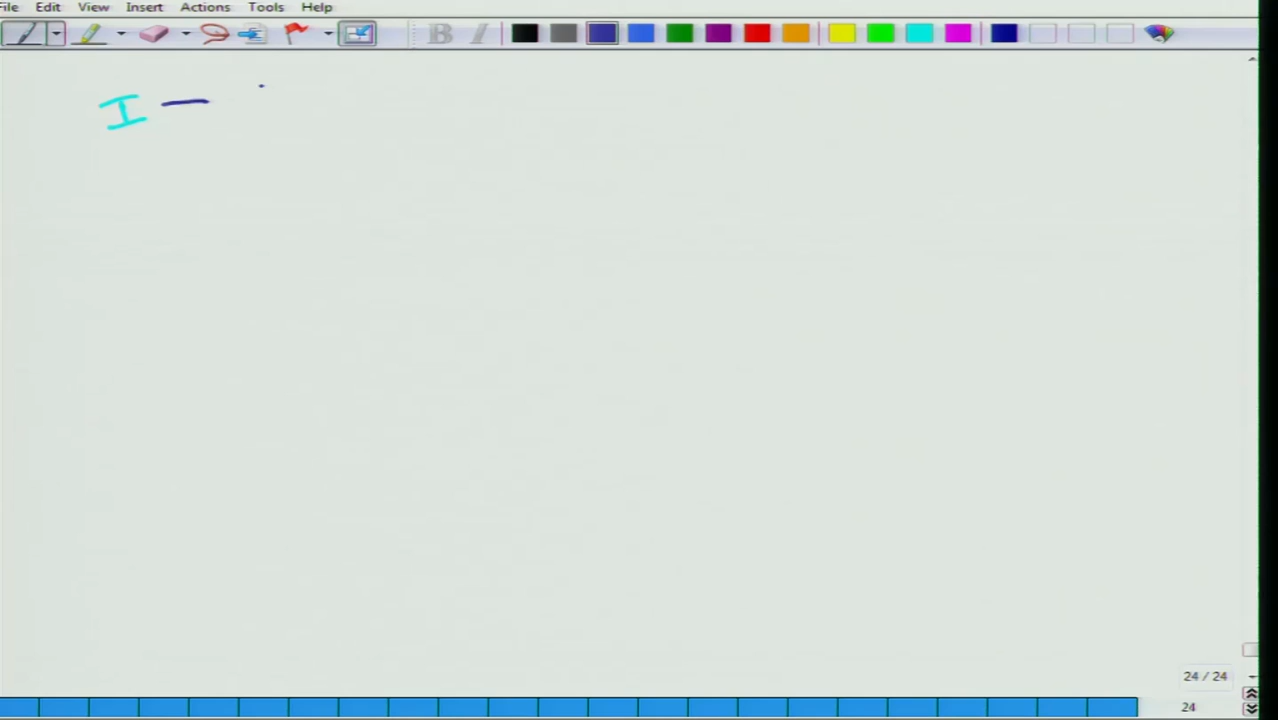 File Edit View Insert Actions Tools Help
B I
I —
24 / 24
24